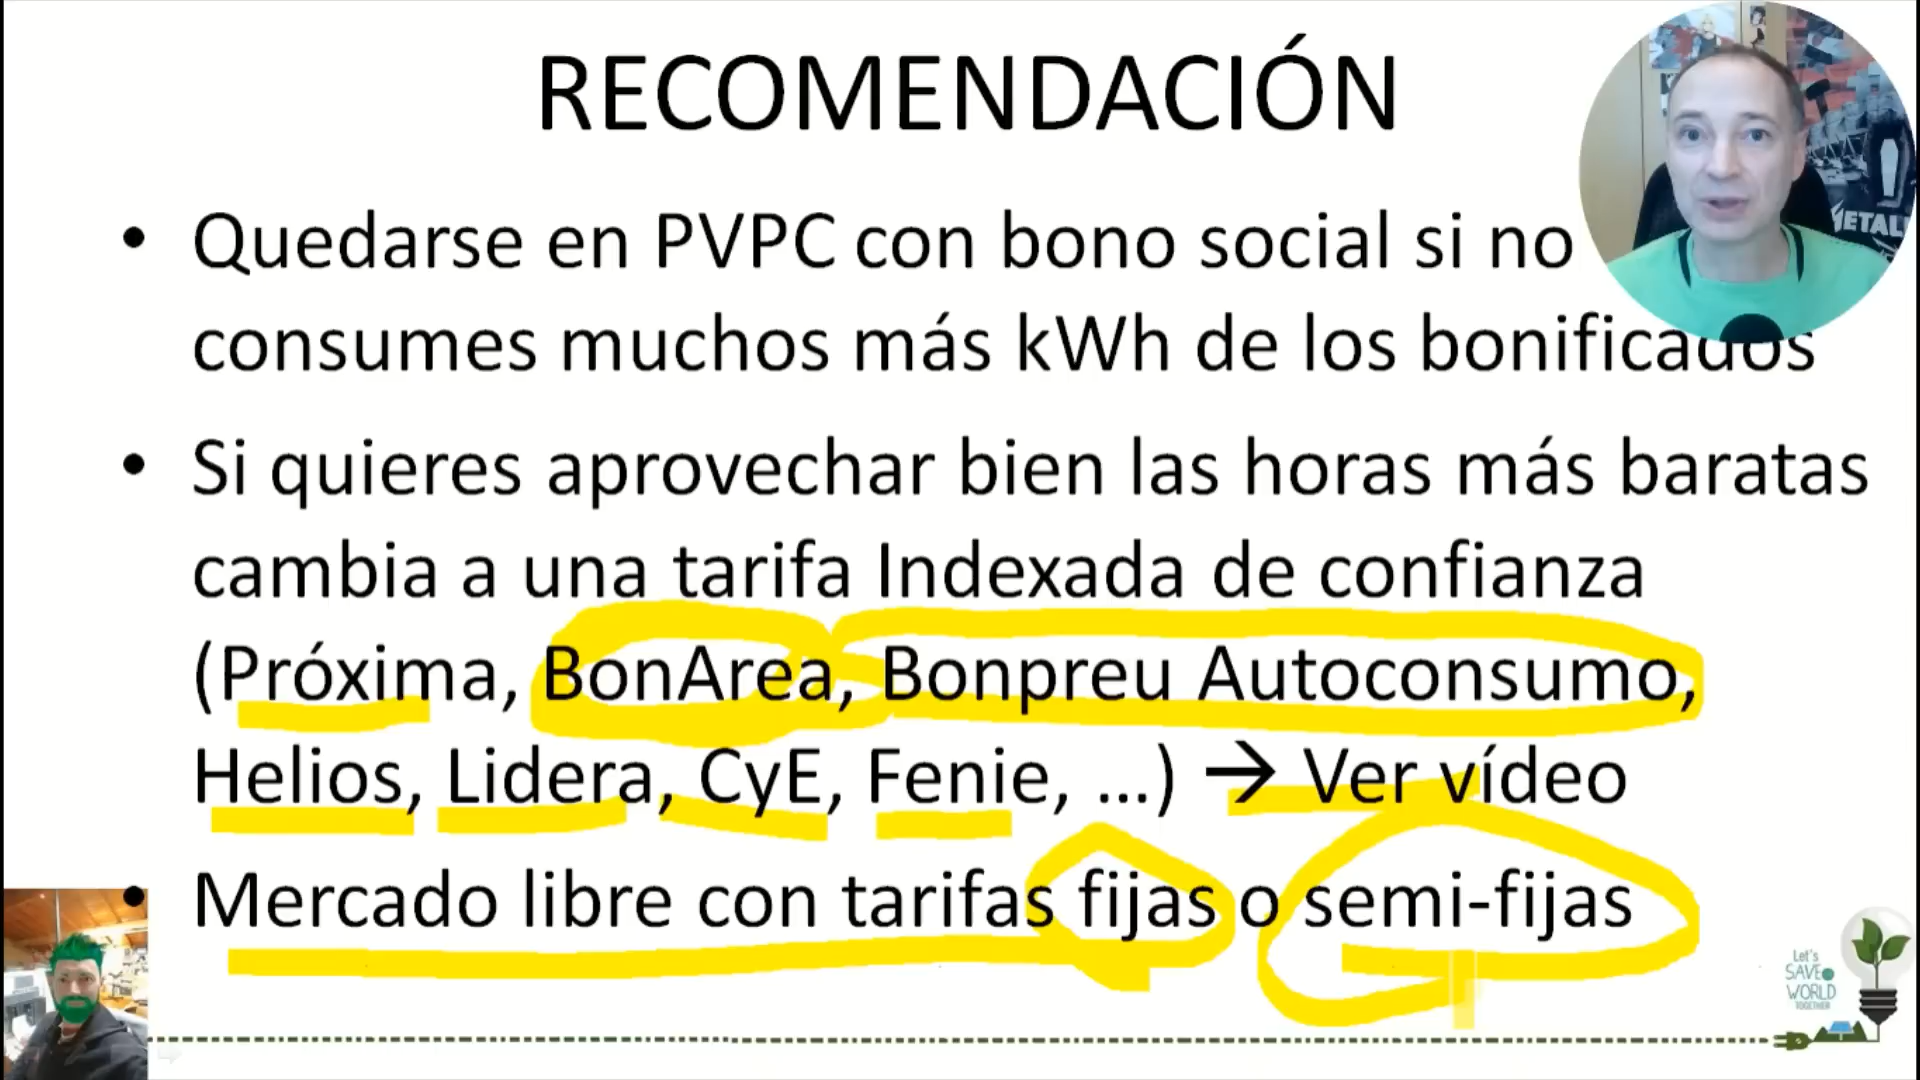 RECOMENDACIÓN
• Quedarse en PVPC con bono social si no
consumes muchos más kWh de los bonificados
• Si quieres aprovechar bien las horas más baratas
cambia a una tarifa Indexada de confianza
(Próxima, BonArea, Bonpreu Autoconsumo,
Helios, Lidera, CyE, Fenie, ...) → Ver vídeo
• Mercado libre con tarifas fijas o semi-fijas
METALL
Let's
SAVE
WORLD
TOGETHER